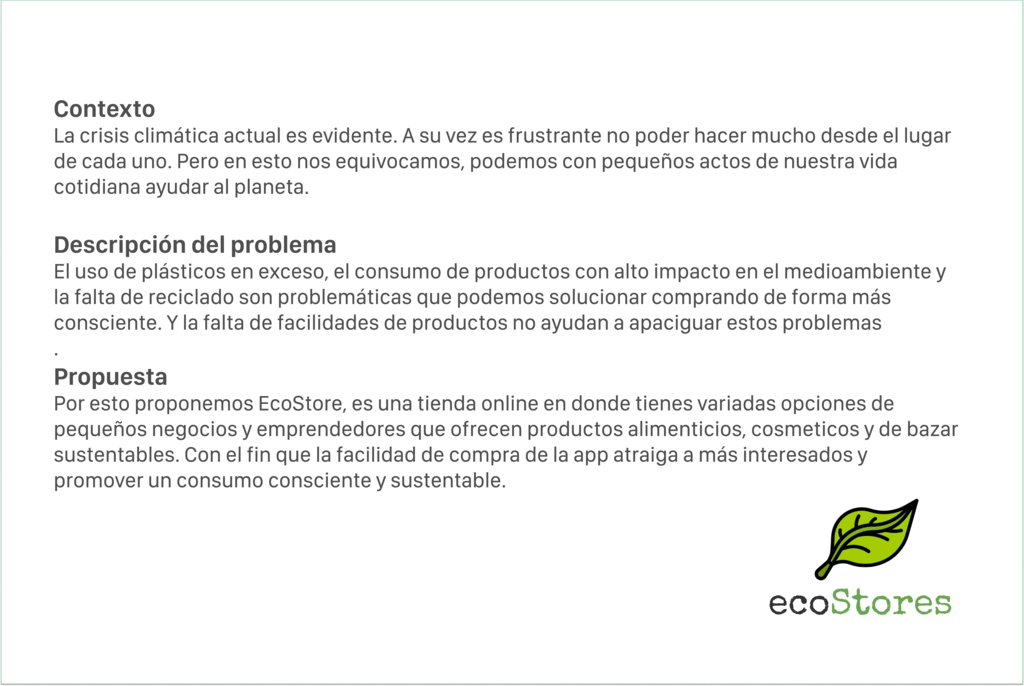 Contexto
La crisis climática actual es evidente. A su vez es frustrante no poder hacer mucho desde el lugar
de cada uno. Pero en esto nos equivocamos, podemos con pequeños actos de nuestra vida
cotidiana ayudar al planeta.
Descripción del problema
El uso de plásticos en exceso, el consumo de productos con alto impacto en el medioambiente y
la falta de reciclado son problemáticas que podemos solucionar comprando de forma más
consciente. Y la falta de facilidades de productos no ayudan a apaciguar estos problemas
.
Propuesta
Por esto proponemos EcoStore, es una tienda online en donde tienes variadas opciones de
pequeños negocios y emprendedores que ofrecen productos alimenticios, cosmeticos y de bazar
sustentables. Con el fin que la facilidad de compra de la app atraiga a más interesados y
promover un consumo consciente y sustentable.
ecoStores